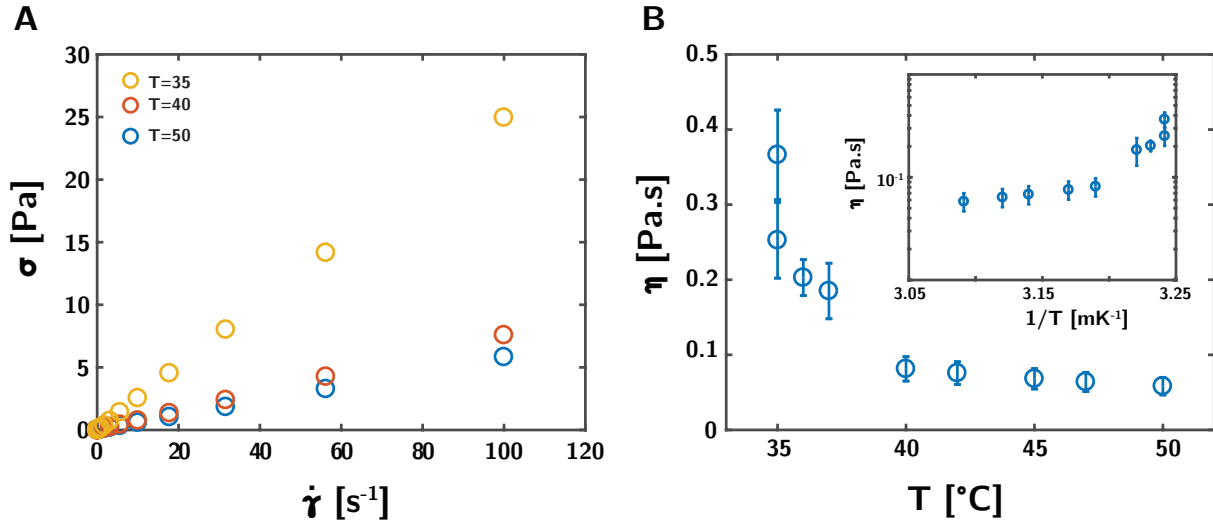 A
30
25
20
15
10
5
0
σ [Pa]
T=35
T=40
T=50
0 20 40 60 80 100 120
γ̇ [s⁻¹]
B
0.5
0.4
0.3
0.2
0.1
0
η [Pa.s]
35 40 45 50
T [°C]
η [Pa.s]
10⁻¹
3.05 3.15 3.25
1/T [mK⁻¹]